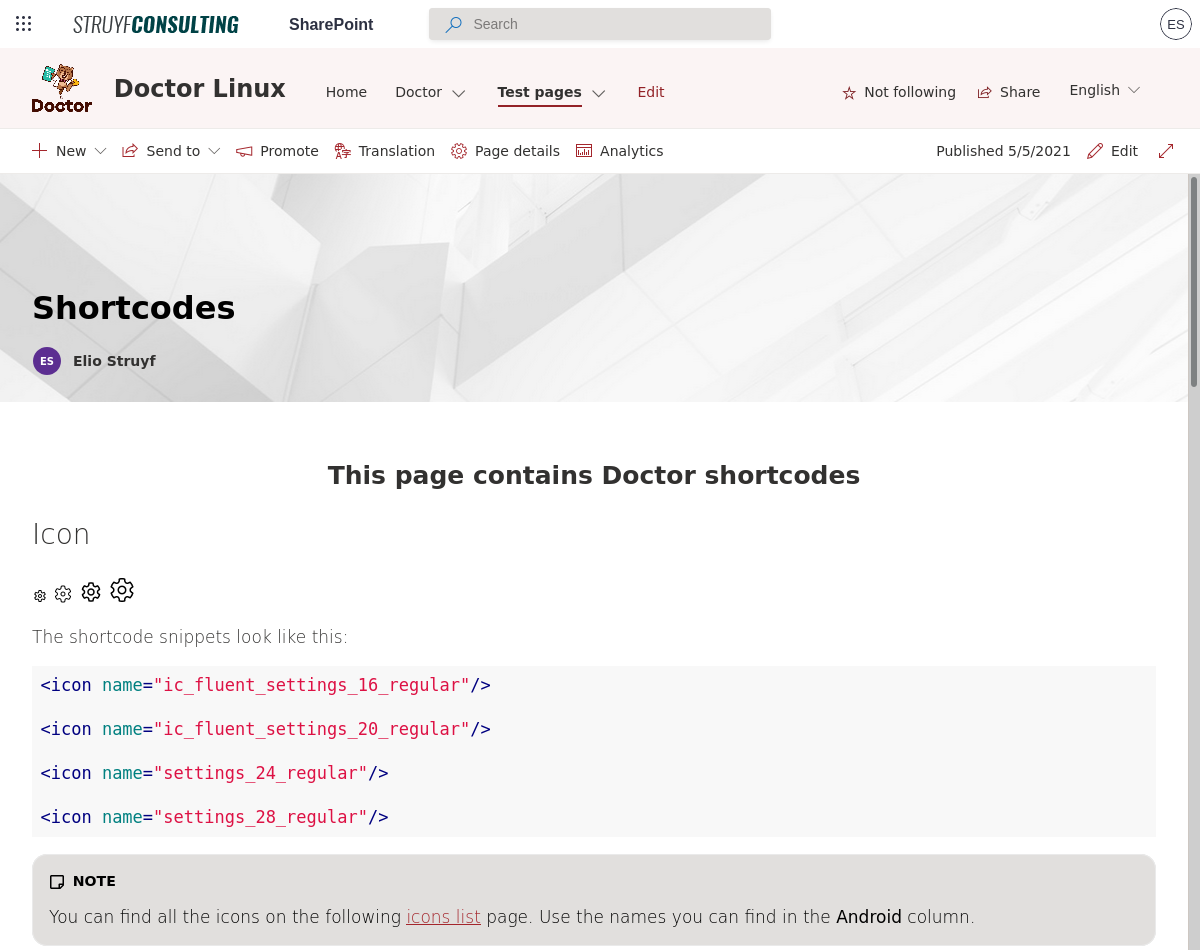 STRUYFCONSULTING SharePoint Search ES
Doctor Doctor Linux Home Doctor Test pages Edit Not following Share English
New Send to Promote Translation Page details Analytics Published 5/5/2021 Edit
Shortcodes
ES Elio Struyf
This page contains Doctor shortcodes
Icon
The shortcode snippets look like this:
<icon name="ic_fluent_settings_16_regular"/>
<icon name="ic_fluent_settings_20_regular"/>
<icon name="settings_24_regular"/>
<icon name="settings_28_regular"/>
NOTE
You can find all the icons on the following icons list page. Use the names you can find in the Android column.